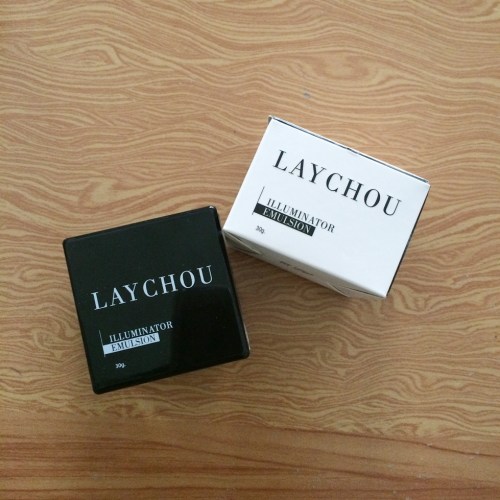 LAYCHOU
ILLUMINATOR
EMULSION
30g.
LAYCHOU
ILLUMINATOR
EMULSION
30g.